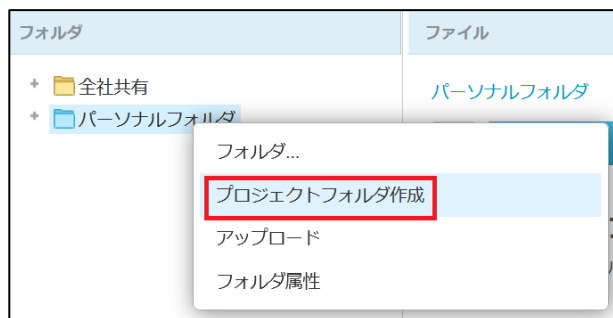 フォルダ
ファイル
全社共有
パーソナルフォルダ
パーソナルフォルダ
フォルダ...
プロジェクトフォルダ作成
アップロード
フォルダ属性